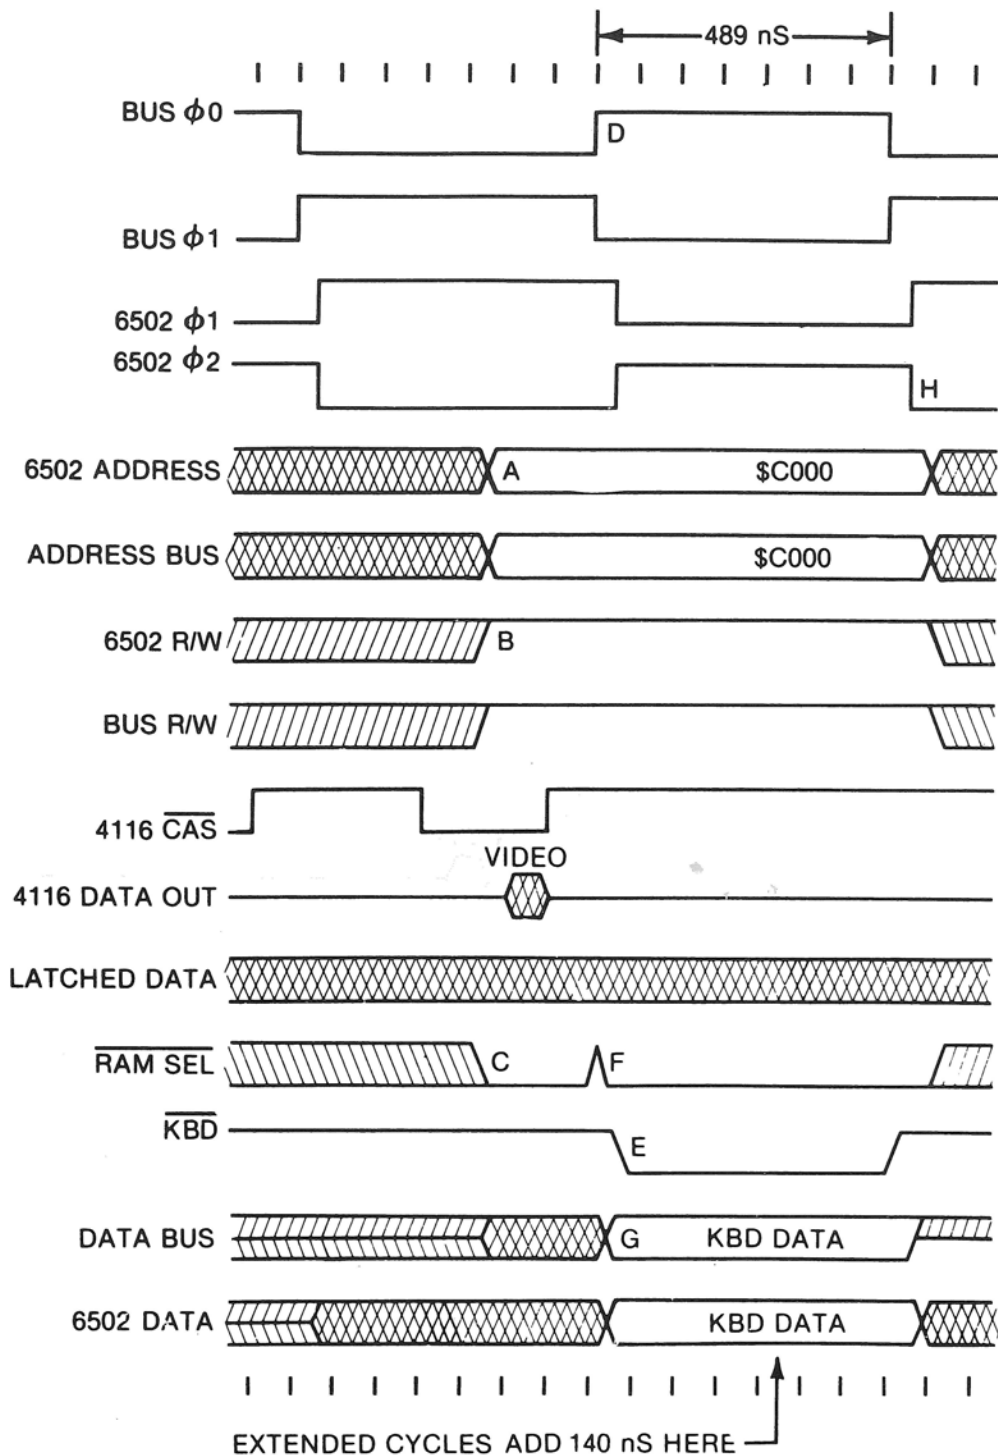 489 nS
BUS ϕ0
D
BUS ϕ1
6502 ϕ1
6502 ϕ2
H
6502 ADDRESS
A
$C000
ADDRESS BUS
$C000
6502 R/W
B
BUS R/W
4116 CAS
VIDEO
4116 DATA OUT
LATCHED DATA
RAM SEL
C
F
KBD
E
DATA BUS
G
KBD DATA
6502 DATA
KBD DATA
EXTENDED CYCLES ADD 140 nS HERE